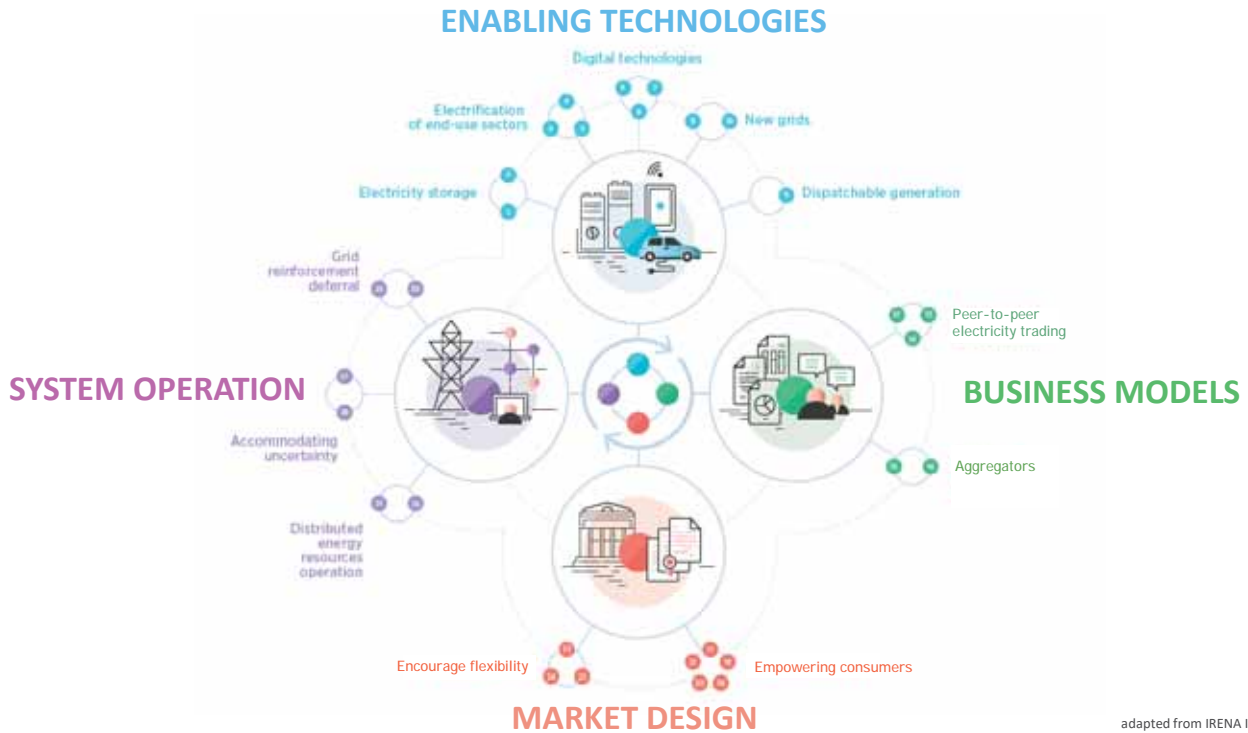 ENABLING TECHNOLOGIES
Digital technologies
Electrification
of end-use sectors
New grids
Electricity storage
Dispatchable generation
Grid
reinforcement
deferral
Peer-to-peer
electricity trading
SYSTEM OPERATION
BUSINESS MODELS
Accommodating
uncertainty
Aggregators
Distributed
energy
resources
operation
Encourage flexibility
Empowering consumers
MARKET DESIGN
adapted from IRENA I